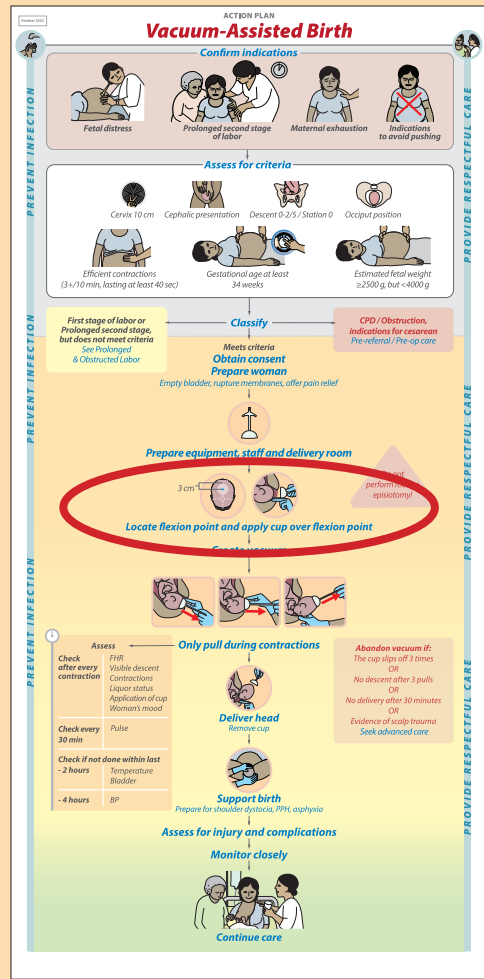 October 2022
ACTION PLAN
Vacuum-Assisted Birth
PREVENT INFECTION
PROVIDE RESPECTFUL CARE
Confirm indications
Fetal distress
Prolonged second stage
of labor
Maternal exhaustion
Indications
to avoid pushing
Assess for criteria
Cervix 10 cm
Cephalic presentation
Descent 0-2/5 / Station 0
Occiput position
Efficient contractions
(3+/10 min, lasting at least 40 sec)
Gestational age at least
34 weeks
Estimated fetal weight
≥2500 g, but <4000 g
Classify
First stage of labor or
Prolonged second stage,
but does not meet criteria
See Prolonged
& Obstructed Labor
CPD / Obstruction,
indications for cesarean
Pre-referral / Pre-op care
Meets criteria
Obtain consent
Prepare woman
Empty bladder, rupture membranes, offer pain relief
PREVENT INFECTION
PROVIDE RESPECTFUL CARE
Prepare equipment, staff and delivery room
3 cm
not
perform
episiotomy!
Locate flexion point and apply cup over flexion point
Create vacuum
PREVENT INFECTION
PROVIDE RESPECTFUL CARE
Only pull during contractions
Assess
Check
after every
contraction
FHR
Visible descent
Contractions
Liquor status
Application of cup
Woman's mood
Check every
30 min
Pulse
Check if not done within last
- 2 hours
Temperature
Bladder
- 4 hours
BP
Abandon vacuum if:
The cup slips off 3 times
OR
No descent after 3 pulls
OR
No delivery after 30 minutes
OR
Evidence of scalp trauma
Seek advanced care
Deliver head
Remove cup
Support birth
Prepare for shoulder dystocia, PPH, asphyxia
Assess for injury and complications
Monitor closely
Continue care